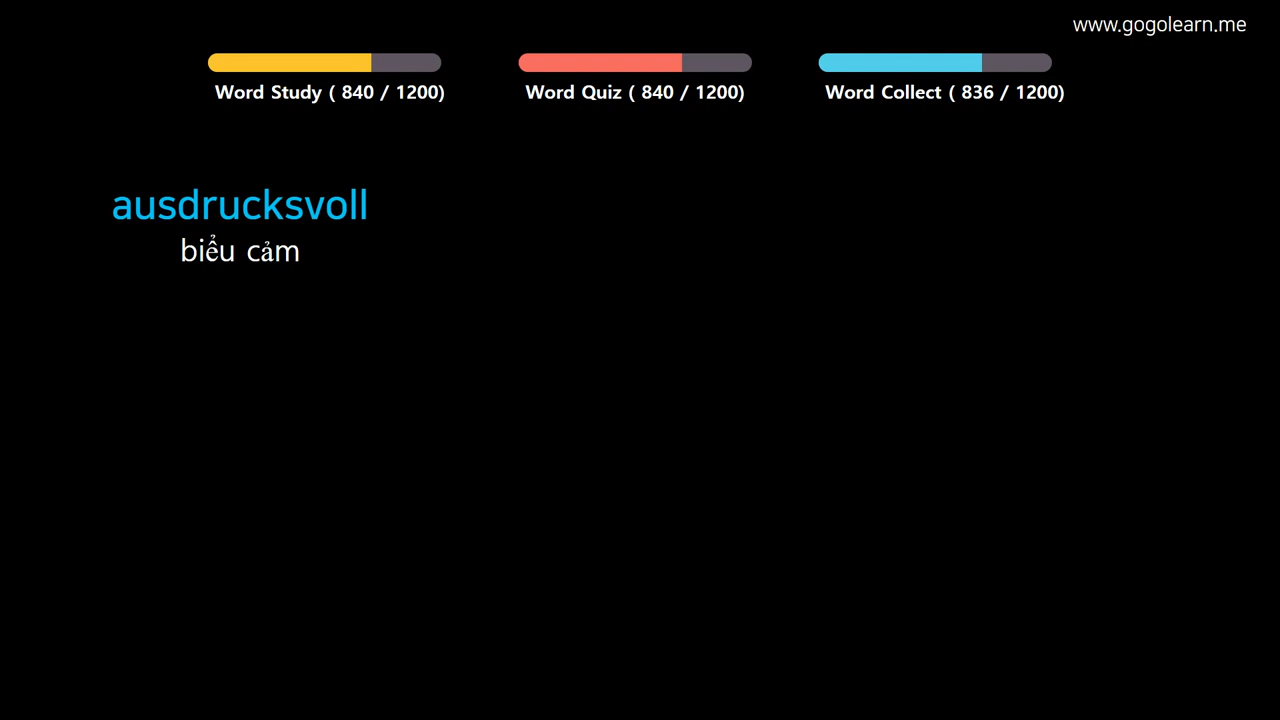 www.gogolearn.me
Word Study ( 840 / 1200)
Word Quiz ( 840 / 1200)
Word Collect ( 836 / 1200)
ausdrucksvoll
biểu cảm